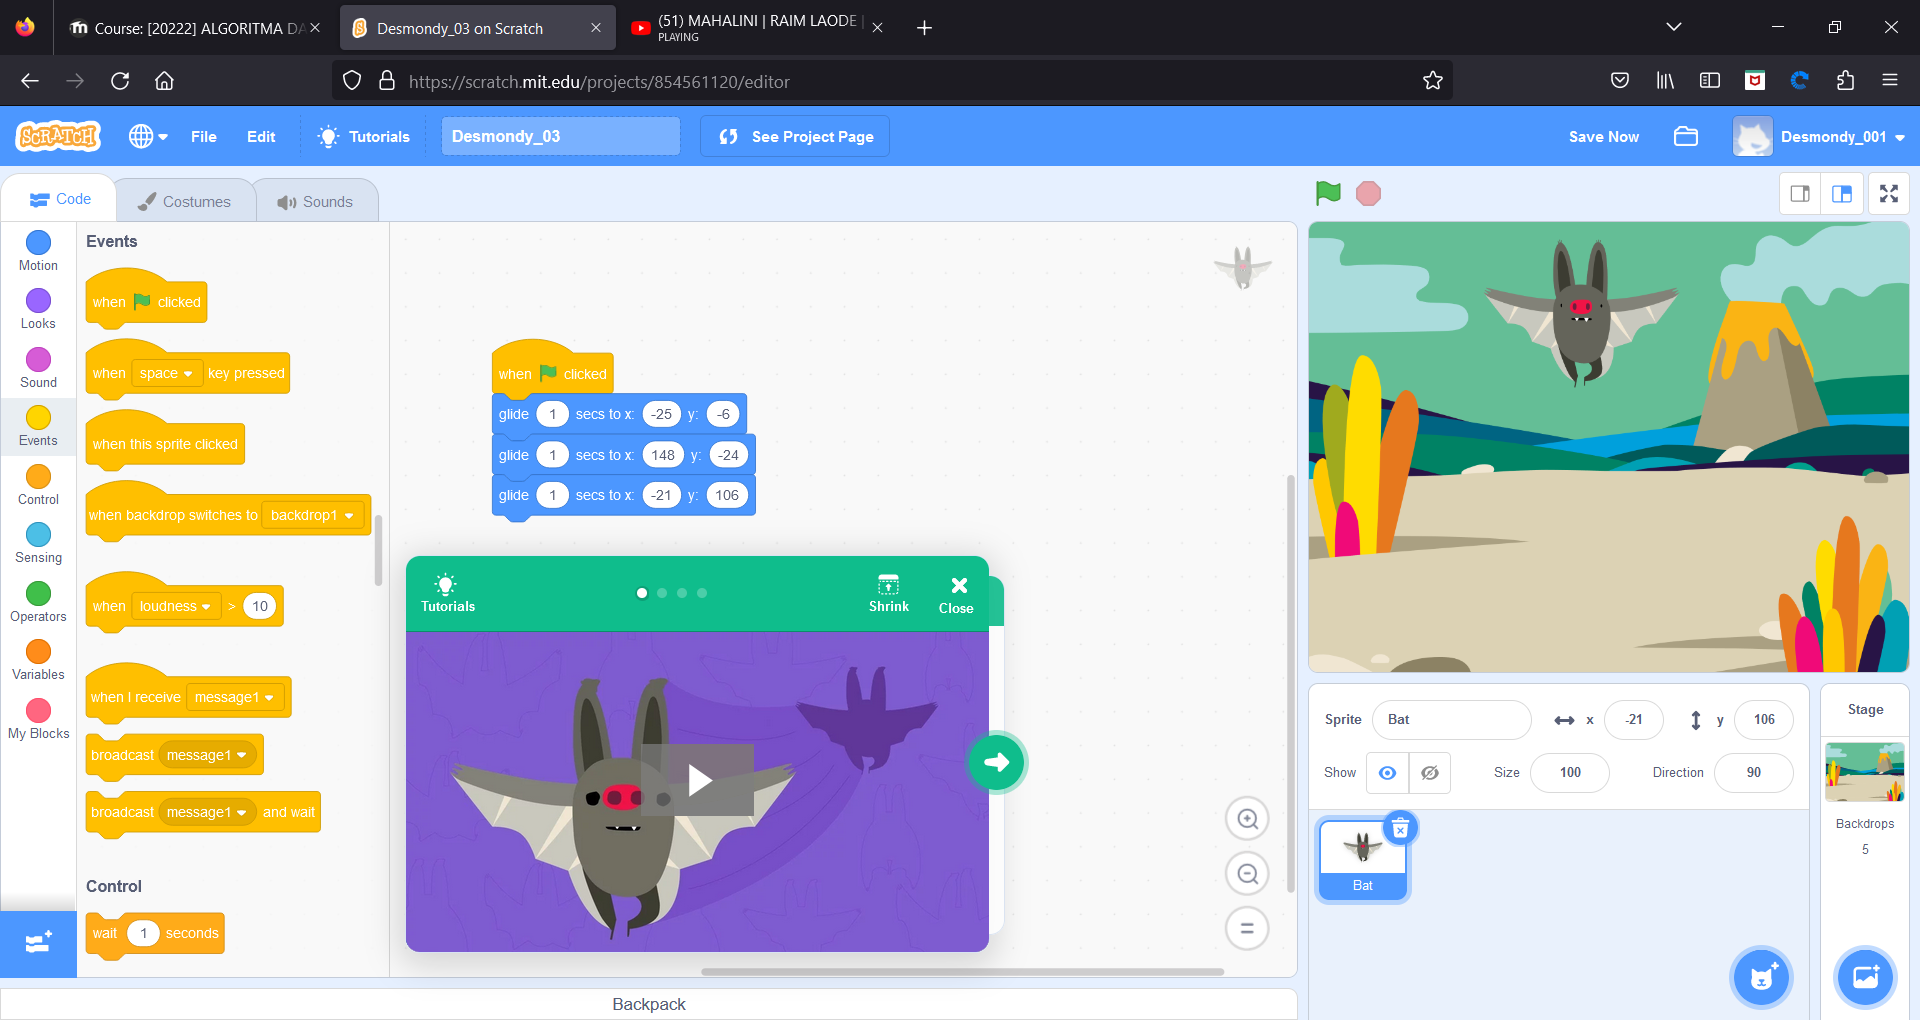 Course: [20222] ALGORITMA DA
Desmondy_03 on Scratch
(51) MAHALINI | RAIM LAODE |
PLAYING
https://scratch.mit.edu/projects/854561120/editor
SCRATCH
File
Edit
Tutorials
Desmondy_03
See Project Page
Save Now
Desmondy_001
Code
Costumes
Sounds
Motion
Looks
Sound
Events
Control
Sensing
Operators
Variables
My Blocks
Events
when clicked
when space key pressed
when this sprite clicked
when backdrop switches to backdrop1
when loudness > 10
when I receive message1
broadcast message1
broadcast message1 and wait
Control
wait 1 seconds
when clicked
glide 1 secs to x: -25 y: -6
glide 1 secs to x: 148 y: -24
glide 1 secs to x: -21 y: 106
Tutorials
Shrink
Close
Backpack
Sprite Bat x -21 y 106
Show Size 100 Direction 90
Bat
Stage
Backdrops
5